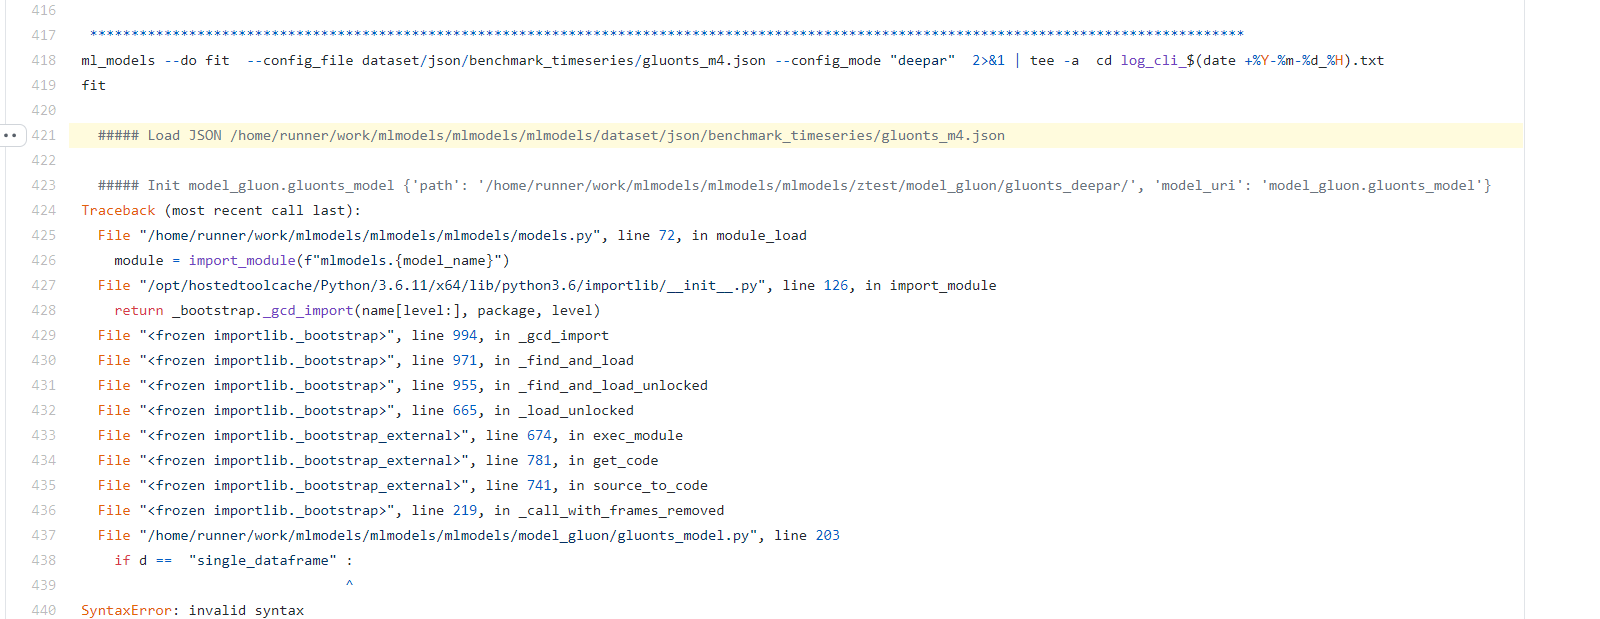 416
417 ********************************************************************************************************************************************
418 ml_models --do fit  --config_file dataset/json/benchmark_timeseries/gluonts_m4.json --config_mode "deepar"  2>&1 | tee -a  cd log_cli_$(date +%Y-%m-%d_%H).txt
419 fit
420
421   ##### Load JSON /home/runner/work/mlmodels/mlmodels/mlmodels/dataset/json/benchmark_timeseries/gluonts_m4.json
422
423   ##### Init model_gluon.gluonts_model {'path': '/home/runner/work/mlmodels/mlmodels/mlmodels/ztest/model_gluon/gluonts_deepar/', 'model_uri': 'model_gluon.gluonts_model'}
424 Traceback (most recent call last):
425   File "/home/runner/work/mlmodels/mlmodels/mlmodels/models.py", line 72, in module_load
426     module = import_module(f"mlmodels.{model_name}")
427   File "/opt/hostedtoolcache/Python/3.6.11/x64/lib/python3.6/importlib/__init__.py", line 126, in import_module
428     return _bootstrap._gcd_import(name[level:], package, level)
429   File "<frozen importlib._bootstrap>", line 994, in _gcd_import
430   File "<frozen importlib._bootstrap>", line 971, in _find_and_load
431   File "<frozen importlib._bootstrap>", line 955, in _find_and_load_unlocked
432   File "<frozen importlib._bootstrap>", line 665, in _load_unlocked
433   File "<frozen importlib._bootstrap_external>", line 674, in exec_module
434   File "<frozen importlib._bootstrap_external>", line 781, in get_code
435   File "<frozen importlib._bootstrap_external>", line 741, in source_to_code
436   File "<frozen importlib._bootstrap>", line 219, in _call_with_frames_removed
437   File "/home/runner/work/mlmodels/mlmodels/mlmodels/model_gluon/gluonts_model.py", line 203
438     if d ==  "single_dataframe" :
439                                 ^
440 SyntaxError: invalid syntax